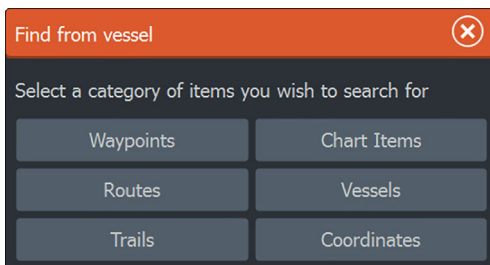 Find from vessel
Select a category of items you wish to search for
Waypoints
Chart Items
Routes
Vessels
Trails
Coordinates